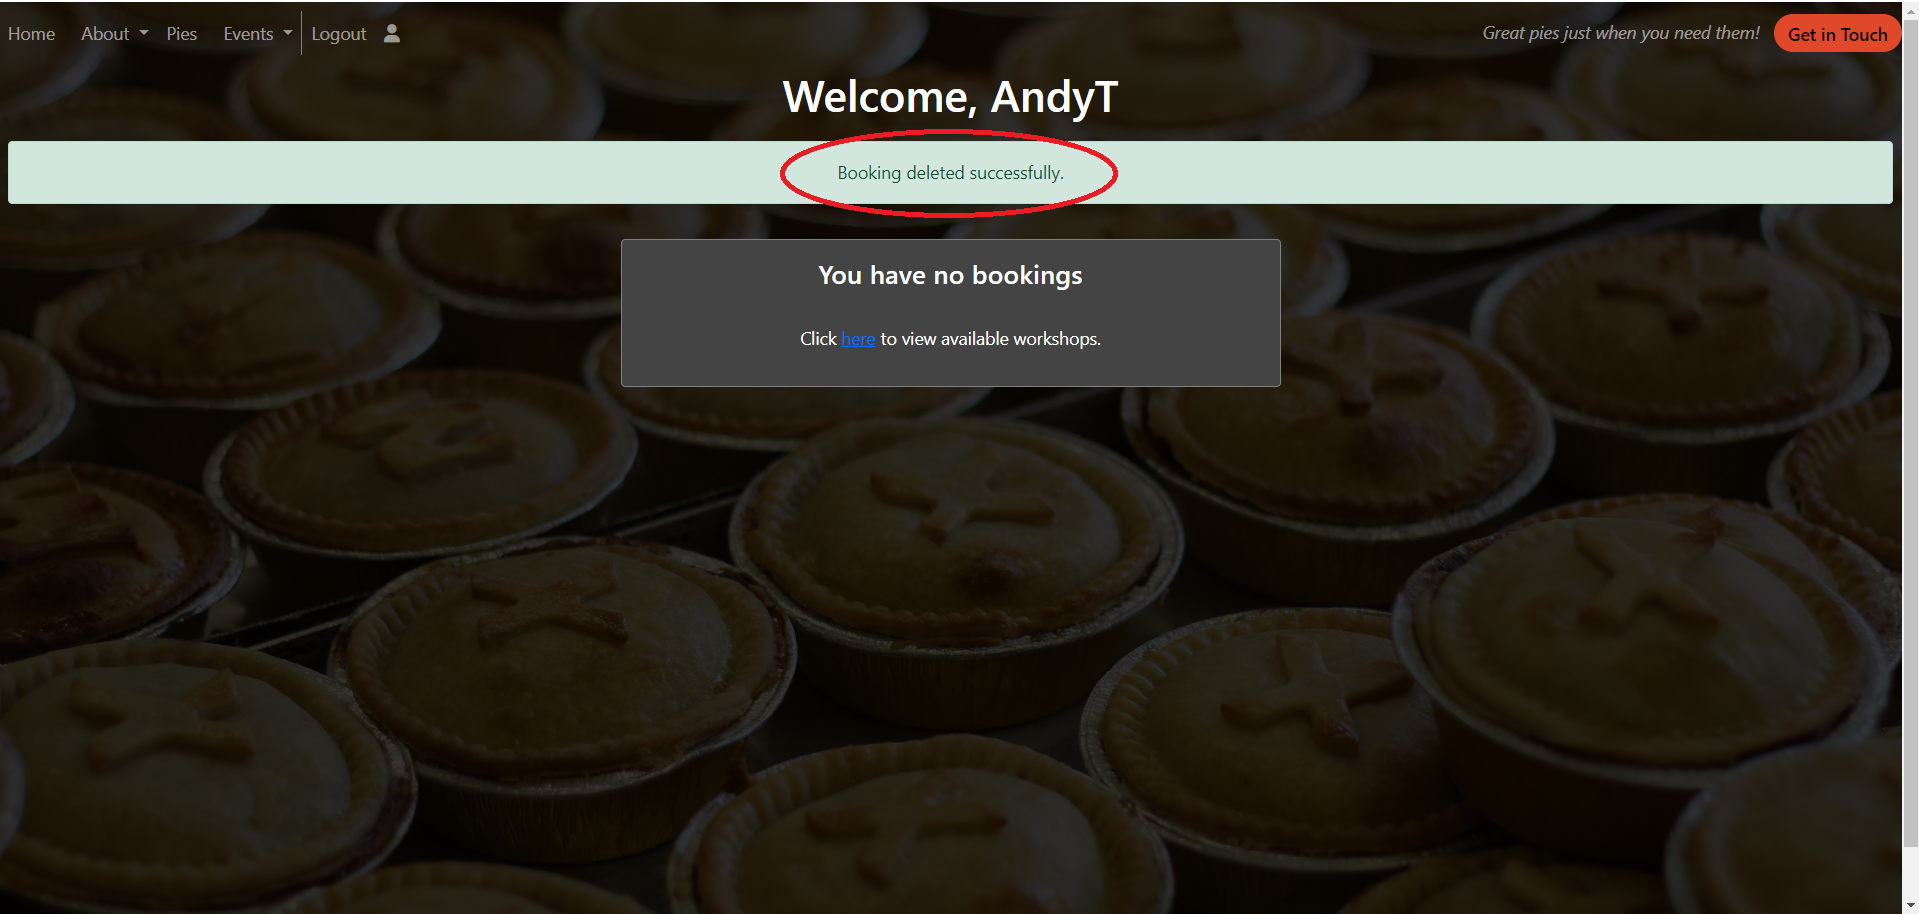 Home About Pies Events Logout Great pies just when you need them! Get in Touch
Welcome, AndyT
Booking deleted successfully.
You have no bookings
Click here to view available workshops.